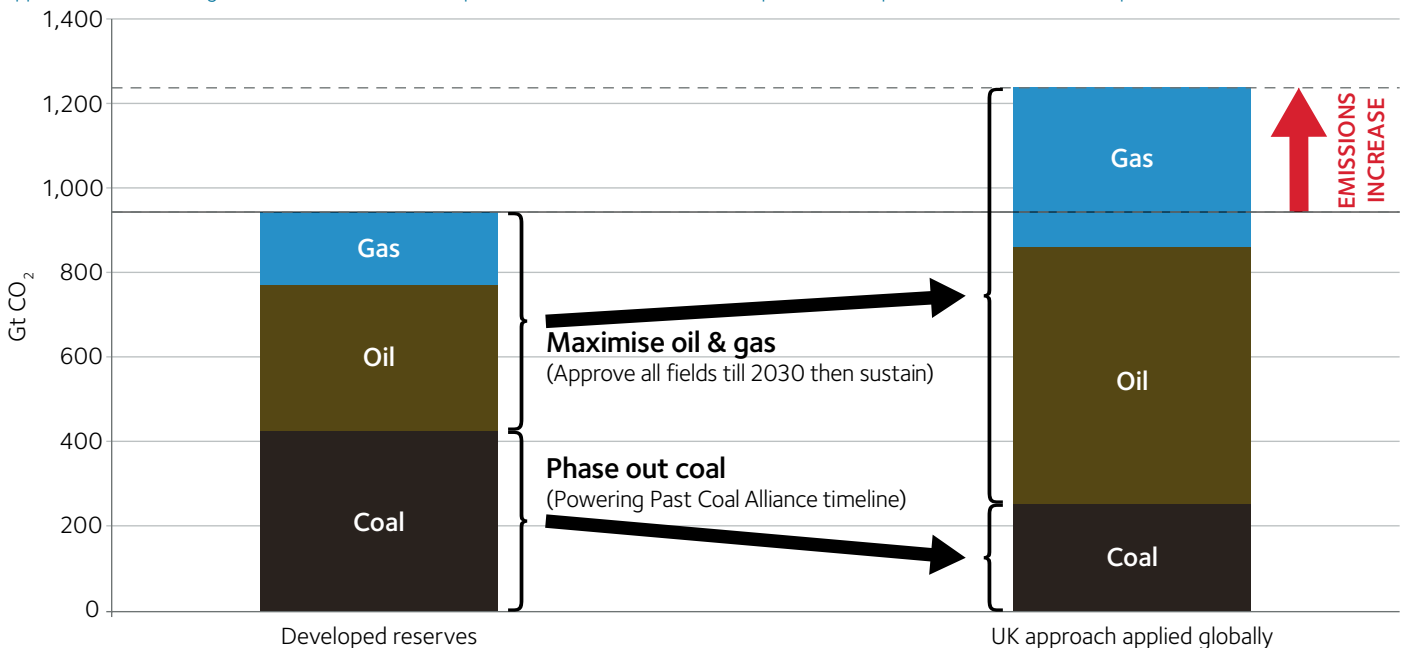 1,400
1,200
1,000
800
600
400
200
0
Gt CO₂
Gas
Oil
Coal
Maximise oil & gas
(Approve all fields till 2030 then sustain)
Phase out coal
(Powering Past Coal Alliance timeline)
Gas
Oil
Coal
EMISSIONS
INCREASE
Developed reserves
UK approach applied globally